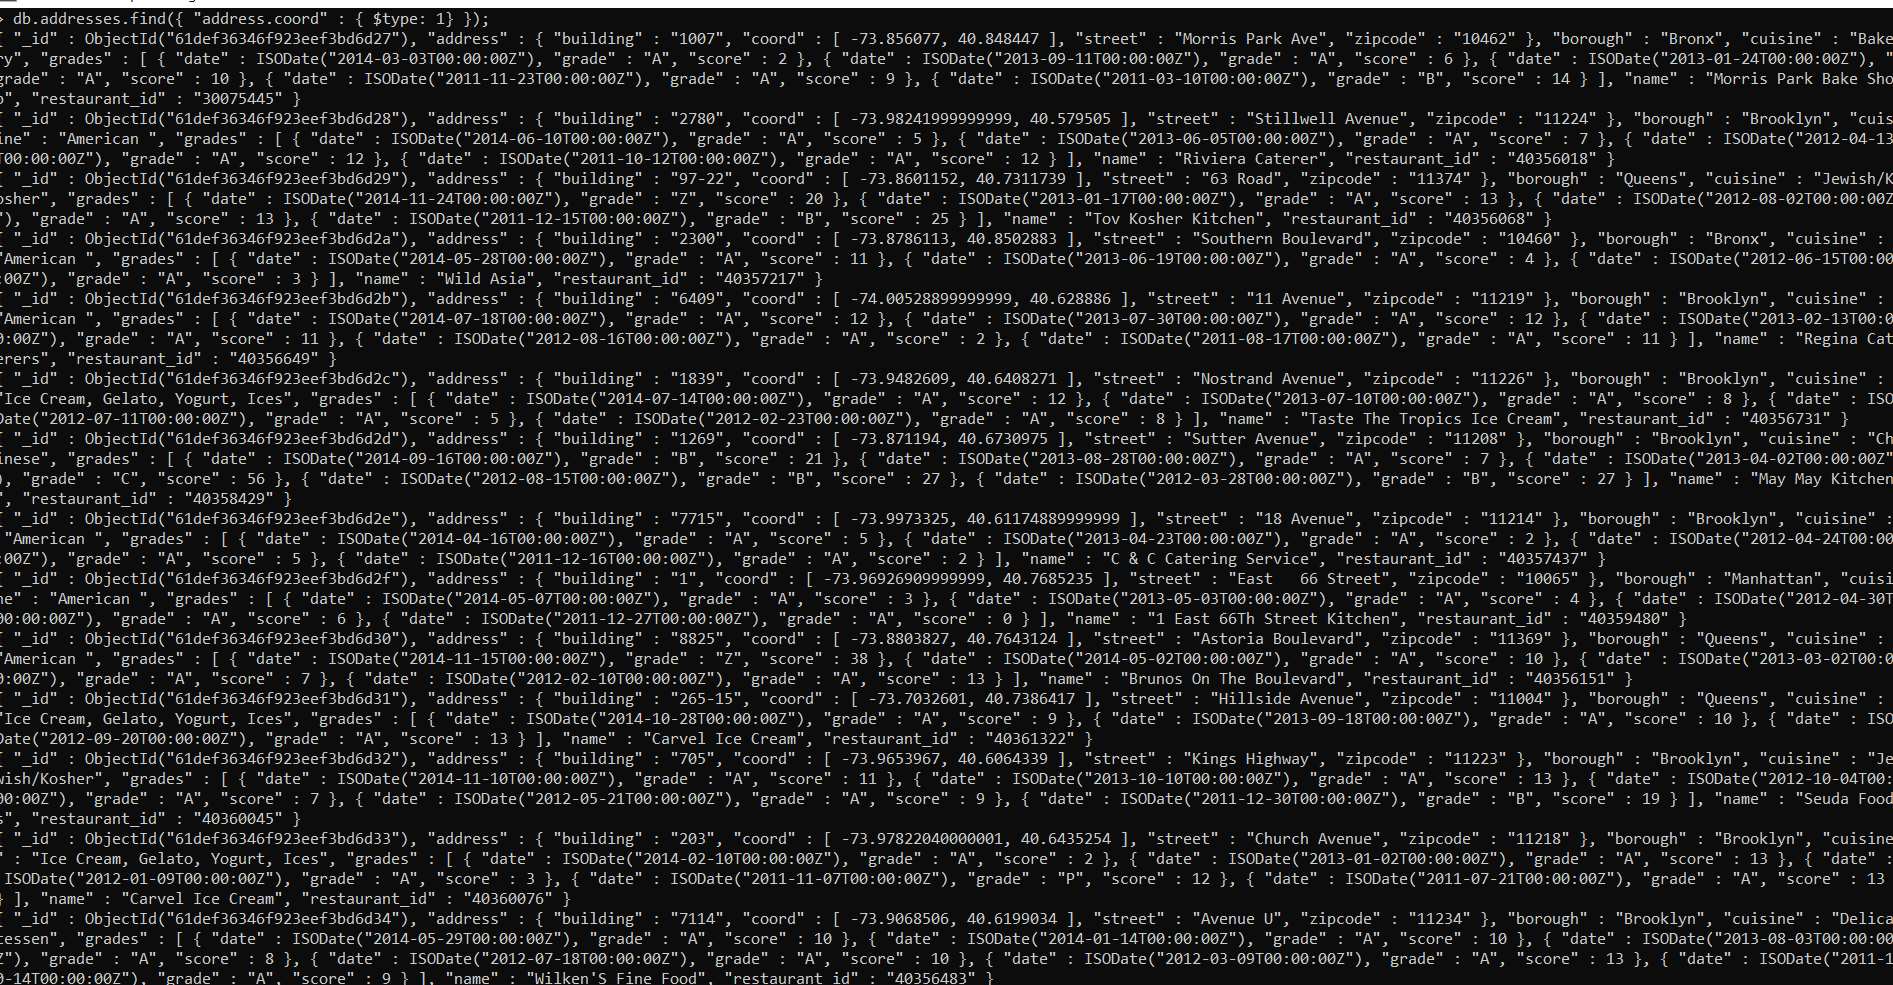 > db.addresses.find({ "address.coord" : { $type: 1} });
{ "_id" : ObjectId("61def36346f923eef3bd6d27"), "address" : { "building" : "1007", "coord" : [ -73.856077, 40.848447 ], "street" : "Morris Park Ave", "zipcode" : "10462" }, "borough" : "Bronx", "cuisine" : "Bake
ry", "grades" : [ { "date" : ISODate("2014-03-03T00:00:00Z"), "grade" : "A", "score" : 2 }, { "date" : ISODate("2013-09-11T00:00:00Z"), "grade" : "A", "score" : 6 }, { "date" : ISODate("2013-01-24T00:00:00Z"), "
grade" : "A", "score" : 10 }, { "date" : ISODate("2011-11-23T00:00:00Z"), "grade" : "A", "score" : 9 }, { "date" : ISODate("2011-03-10T00:00:00Z"), "grade" : "B", "score" : 14 } ], "name" : "Morris Park Bake Sho
p", "restaurant_id" : "30075445" }
{ "_id" : ObjectId("61def36346f923eef3bd6d28"), "address" : { "building" : "2780", "coord" : [ -73.98241999999999, 40.579505 ], "street" : "Stillwell Avenue", "zipcode" : "11224" }, "borough" : "Brooklyn", "cuis
ine" : "American ", "grades" : [ { "date" : ISODate("2014-06-10T00:00:00Z"), "grade" : "A", "score" : 5 }, { "date" : ISODate("2013-06-05T00:00:00Z"), "grade" : "A", "score" : 7 }, { "date" : ISODate("2012-04-13
T00:00:00Z"), "grade" : "A", "score" : 12 }, { "date" : ISODate("2011-10-12T00:00:00Z"), "grade" : "A", "score" : 12 } ], "name" : "Riviera Caterer", "restaurant_id" : "40356018" }
{ "_id" : ObjectId("61def36346f923eef3bd6d29"), "address" : { "building" : "97-22", "coord" : [ -73.8601152, 40.7311739 ], "street" : "63 Road", "zipcode" : "11374" }, "borough" : "Queens", "cuisine" : "Jewish/K
osher", "grades" : [ { "date" : ISODate("2014-11-24T00:00:00Z"), "grade" : "Z", "score" : 20 }, { "date" : ISODate("2013-01-17T00:00:00Z"), "grade" : "A", "score" : 13 }, { "date" : ISODate("2012-08-02T00:00:00Z
"), "grade" : "A", "score" : 13 }, { "date" : ISODate("2011-12-15T00:00:00Z"), "grade" : "B", "score" : 25 } ], "name" : "Tov Kosher Kitchen", "restaurant_id" : "40356068" }
{ "_id" : ObjectId("61def36346f923eef3bd6d2a"), "address" : { "building" : "2300", "coord" : [ -73.8786113, 40.8502883 ], "street" : "Southern Boulevard", "zipcode" : "10460" }, "borough" : "Bronx", "cuisine" :
"American ", "grades" : [ { "date" : ISODate("2014-05-28T00:00:00Z"), "grade" : "A", "score" : 11 }, { "date" : ISODate("2013-06-19T00:00:00Z"), "grade" : "A", "score" : 4 }, { "date" : ISODate("2012-06-15T00:00
:00Z"), "grade" : "A", "score" : 3 } ], "name" : "Wild Asia", "restaurant_id" : "40357217" }
{ "_id" : ObjectId("61def36346f923eef3bd6d2b"), "address" : { "building" : "6409", "coord" : [ -74.00528899999999, 40.628886 ], "street" : "11 Avenue", "zipcode" : "11219" }, "borough" : "Brooklyn", "cuisine" :
"American ", "grades" : [ { "date" : ISODate("2014-07-18T00:00:00Z"), "grade" : "A", "score" : 12 }, { "date" : ISODate("2013-07-30T00:00:00Z"), "grade" : "A", "score" : 12 }, { "date" : ISODate("2013-02-13T00:0
0:00Z"), "grade" : "A", "score" : 11 }, { "date" : ISODate("2012-08-16T00:00:00Z"), "grade" : "A", "score" : 2 }, { "date" : ISODate("2011-08-17T00:00:00Z"), "grade" : "A", "score" : 11 } ], "name" : "Regina Cat
erers", "restaurant_id" : "40356649" }
{ "_id" : ObjectId("61def36346f923eef3bd6d2c"), "address" : { "building" : "1839", "coord" : [ -73.9482609, 40.6408271 ], "street" : "Nostrand Avenue", "zipcode" : "11226" }, "borough" : "Brooklyn", "cuisine" :
"Ice Cream, Gelato, Yogurt, Ices", "grades" : [ { "date" : ISODate("2014-07-14T00:00:00Z"), "grade" : "A", "score" : 12 }, { "date" : ISODate("2013-07-10T00:00:00Z"), "grade" : "A", "score" : 8 }, { "date" : ISO
Date("2012-07-11T00:00:00Z"), "grade" : "A", "score" : 5 }, { "date" : ISODate("2012-02-23T00:00:00Z"), "grade" : "A", "score" : 8 } ], "name" : "Taste The Tropics Ice Cream", "restaurant_id" : "40356731" }
{ "_id" : ObjectId("61def36346f923eef3bd6d2d"), "address" : { "building" : "1269", "coord" : [ -73.871194, 40.6730975 ], "street" : "Sutter Avenue", "zipcode" : "11208" }, "borough" : "Brooklyn", "cuisine" : "Ch
inese", "grades" : [ { "date" : ISODate("2014-09-16T00:00:00Z"), "grade" : "B", "score" : 21 }, { "date" : ISODate("2013-08-28T00:00:00Z"), "grade" : "A", "score" : 7 }, { "date" : ISODate("2013-04-02T00:00:00Z"
), "grade" : "C", "score" : 56 }, { "date" : ISODate("2012-08-15T00:00:00Z"), "grade" : "B", "score" : 27 }, { "date" : ISODate("2012-03-28T00:00:00Z"), "grade" : "B", "score" : 27 } ], "name" : "May May Kitchen
", "restaurant_id" : "40358429" }
{ "_id" : ObjectId("61def36346f923eef3bd6d2e"), "address" : { "building" : "7715", "coord" : [ -73.9973325, 40.61174889999999 ], "street" : "18 Avenue", "zipcode" : "11214" }, "borough" : "Brooklyn", "cuisine" :
"American ", "grades" : [ { "date" : ISODate("2014-04-16T00:00:00Z"), "grade" : "A", "score" : 5 }, { "date" : ISODate("2013-04-23T00:00:00Z"), "grade" : "A", "score" : 2 }, { "date" : ISODate("2012-04-24T00:00
:00Z"), "grade" : "A", "score" : 5 }, { "date" : ISODate("2011-12-16T00:00:00Z"), "grade" : "A", "score" : 2 } ], "name" : "C & C Catering Service", "restaurant_id" : "40357437" }
{ "_id" : ObjectId("61def36346f923eef3bd6d2f"), "address" : { "building" : "1", "coord" : [ -73.96926909999999, 40.7685235 ], "street" : "East   66 Street", "zipcode" : "10065" }, "borough" : "Manhattan", "cuisi
ne" : "American ", "grades" : [ { "date" : ISODate("2014-05-07T00:00:00Z"), "grade" : "A", "score" : 3 }, { "date" : ISODate("2013-05-03T00:00:00Z"), "grade" : "A", "score" : 4 }, { "date" : ISODate("2012-04-30T
00:00:00Z"), "grade" : "A", "score" : 6 }, { "date" : ISODate("2011-12-27T00:00:00Z"), "grade" : "A", "score" : 0 } ], "name" : "1 East 66Th Street Kitchen", "restaurant_id" : "40359480" }
{ "_id" : ObjectId("61def36346f923eef3bd6d30"), "address" : { "building" : "8825", "coord" : [ -73.8803827, 40.7643124 ], "street" : "Astoria Boulevard", "zipcode" : "11369" }, "borough" : "Queens", "cuisine" :
"American ", "grades" : [ { "date" : ISODate("2014-11-15T00:00:00Z"), "grade" : "Z", "score" : 38 }, { "date" : ISODate("2014-05-02T00:00:00Z"), "grade" : "A", "score" : 10 }, { "date" : ISODate("2013-03-02T00:0
0:00Z"), "grade" : "A", "score" : 7 }, { "date" : ISODate("2012-02-10T00:00:00Z"), "grade" : "A", "score" : 13 } ], "name" : "Brunos On The Boulevard", "restaurant_id" : "40356151" }
{ "_id" : ObjectId("61def36346f923eef3bd6d31"), "address" : { "building" : "265-15", "coord" : [ -73.7032601, 40.7386417 ], "street" : "Hillside Avenue", "zipcode" : "11004" }, "borough" : "Queens", "cuisine" :
"Ice Cream, Gelato, Yogurt, Ices", "grades" : [ { "date" : ISODate("2014-10-28T00:00:00Z"), "grade" : "A", "score" : 9 }, { "date" : ISODate("2013-09-18T00:00:00Z"), "grade" : "A", "score" : 10 }, { "date" : ISO
Date("2012-09-20T00:00:00Z"), "grade" : "A", "score" : 13 } ], "name" : "Carvel Ice Cream", "restaurant_id" : "40361322" }
{ "_id" : ObjectId("61def36346f923eef3bd6d32"), "address" : { "building" : "705", "coord" : [ -73.9653967, 40.6064339 ], "street" : "Kings Highway", "zipcode" : "11223" }, "borough" : "Brooklyn", "cuisine" : "Je
wish/Kosher", "grades" : [ { "date" : ISODate("2014-11-10T00:00:00Z"), "grade" : "A", "score" : 11 }, { "date" : ISODate("2013-10-10T00:00:00Z"), "grade" : "A", "score" : 13 }, { "date" : ISODate("2012-10-04T00:
00:00Z"), "grade" : "A", "score" : 7 }, { "date" : ISODate("2012-05-21T00:00:00Z"), "grade" : "A", "score" : 9 }, { "date" : ISODate("2011-12-30T00:00:00Z"), "grade" : "B", "score" : 19 } ], "name" : "Seuda Food
s", "restaurant_id" : "40360045" }
{ "_id" : ObjectId("61def36346f923eef3bd6d33"), "address" : { "building" : "203", "coord" : [ -73.97822040000001, 40.6435254 ], "street" : "Church Avenue", "zipcode" : "11218" }, "borough" : "Brooklyn", "cuisine
" : "Ice Cream, Gelato, Yogurt, Ices", "grades" : [ { "date" : ISODate("2014-02-10T00:00:00Z"), "grade" : "A", "score" : 2 }, { "date" : ISODate("2013-01-02T00:00:00Z"), "grade" : "A", "score" : 13 }, { "date" :
ISODate("2012-01-09T00:00:00Z"), "grade" : "A", "score" : 3 }, { "date" : ISODate("2011-11-07T00:00:00Z"), "grade" : "P", "score" : 12 }, { "date" : ISODate("2011-07-21T00:00:00Z"), "grade" : "A", "score" : 13
} ], "name" : "Carvel Ice Cream", "restaurant_id" : "40360076" }
{ "_id" : ObjectId("61def36346f923eef3bd6d34"), "address" : { "building" : "7114", "coord" : [ -73.9068506, 40.6199034 ], "street" : "Avenue U", "zipcode" : "11234" }, "borough" : "Brooklyn", "cuisine" : "Delica
tessen", "grades" : [ { "date" : ISODate("2014-05-29T00:00:00Z"), "grade" : "A", "score" : 10 }, { "date" : ISODate("2014-01-14T00:00:00Z"), "grade" : "A", "score" : 10 }, { "date" : ISODate("2013-08-03T00:00:00
Z"), "grade" : "A", "score" : 8 }, { "date" : ISODate("2012-07-18T00:00:00Z"), "grade" : "A", "score" : 10 }, { "date" : ISODate("2012-03-09T00:00:00Z"), "grade" : "A", "score" : 13 }, { "date" : ISODate("2011-1
0-14T00:00:00Z"), "grade" : "A", "score" : 9 } ], "name" : "Wilken'S Fine Food", "restaurant_id" : "40356483" }